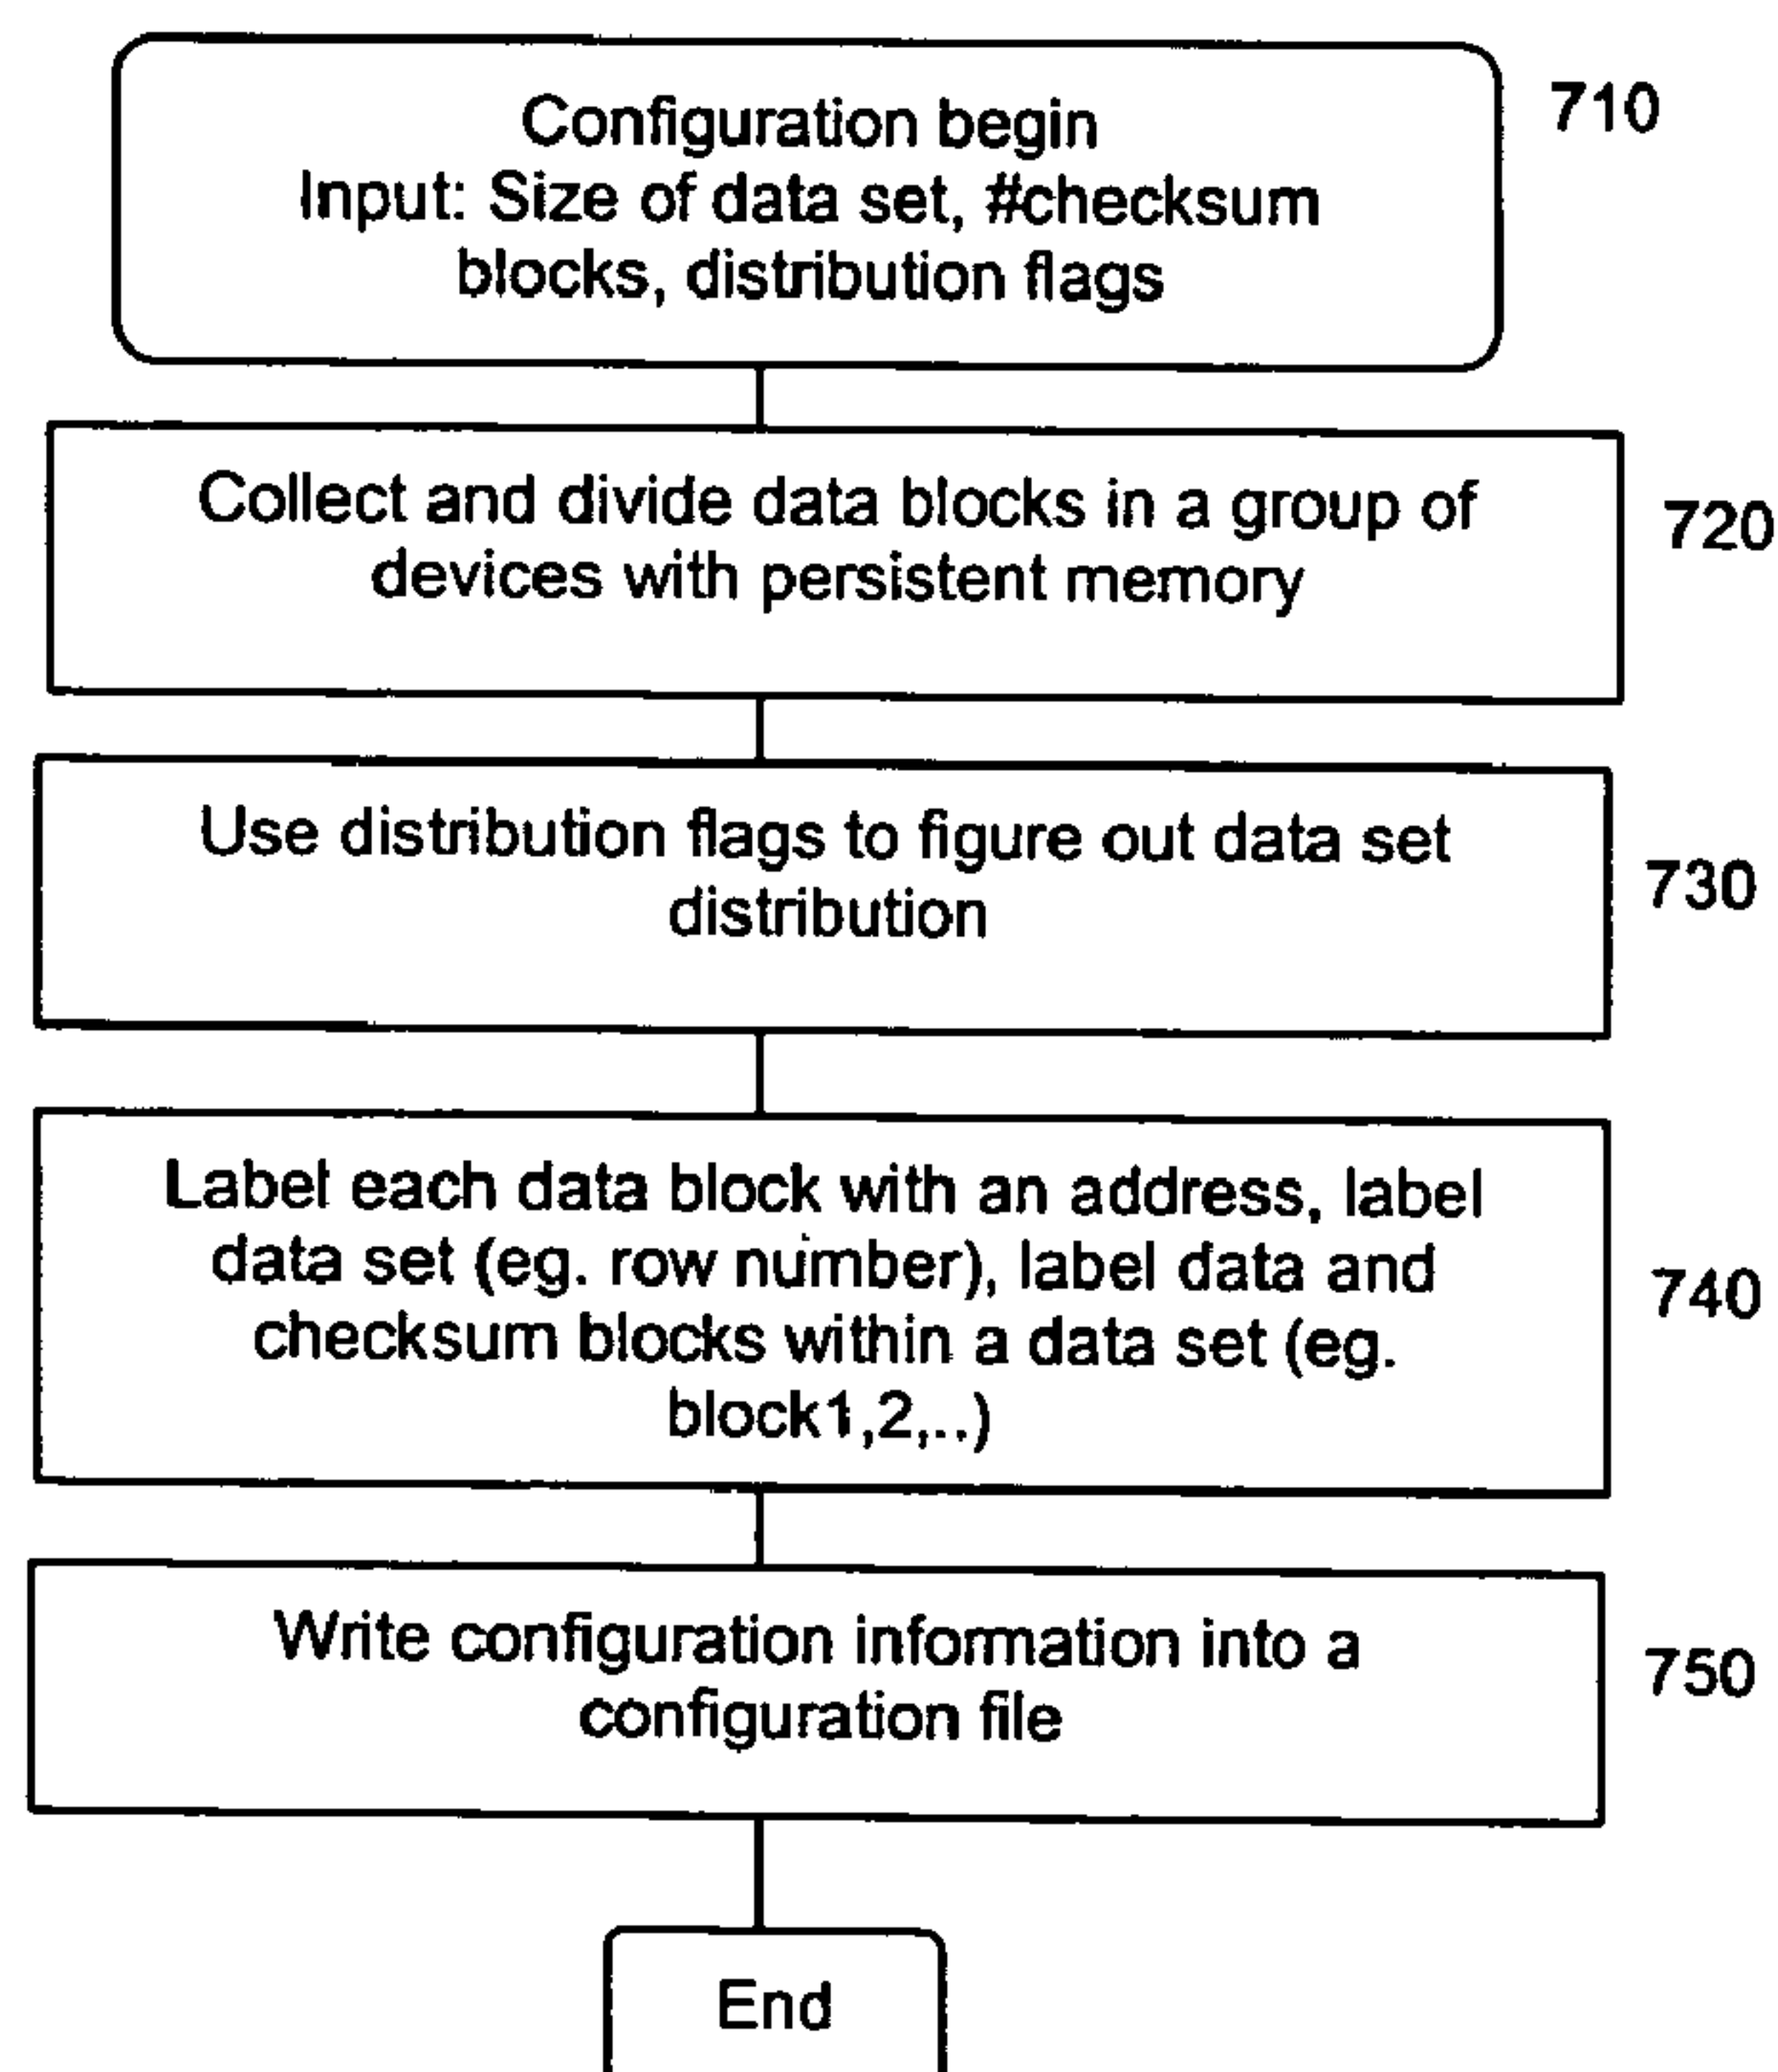 Configuration begin
710
Input: Size of data set, #checksum
blocks, distribution flags
Collect and divide data blocks in a group of
720
devices with persistent memory
Use distribution flags to figure out data set
730
distribution
Label each data block with an address, label
data set (eg. row number), label data and
740
checksum blocks within a data set (eg.
block1,2,..)
Write configuration information into a
750
configuration file
End